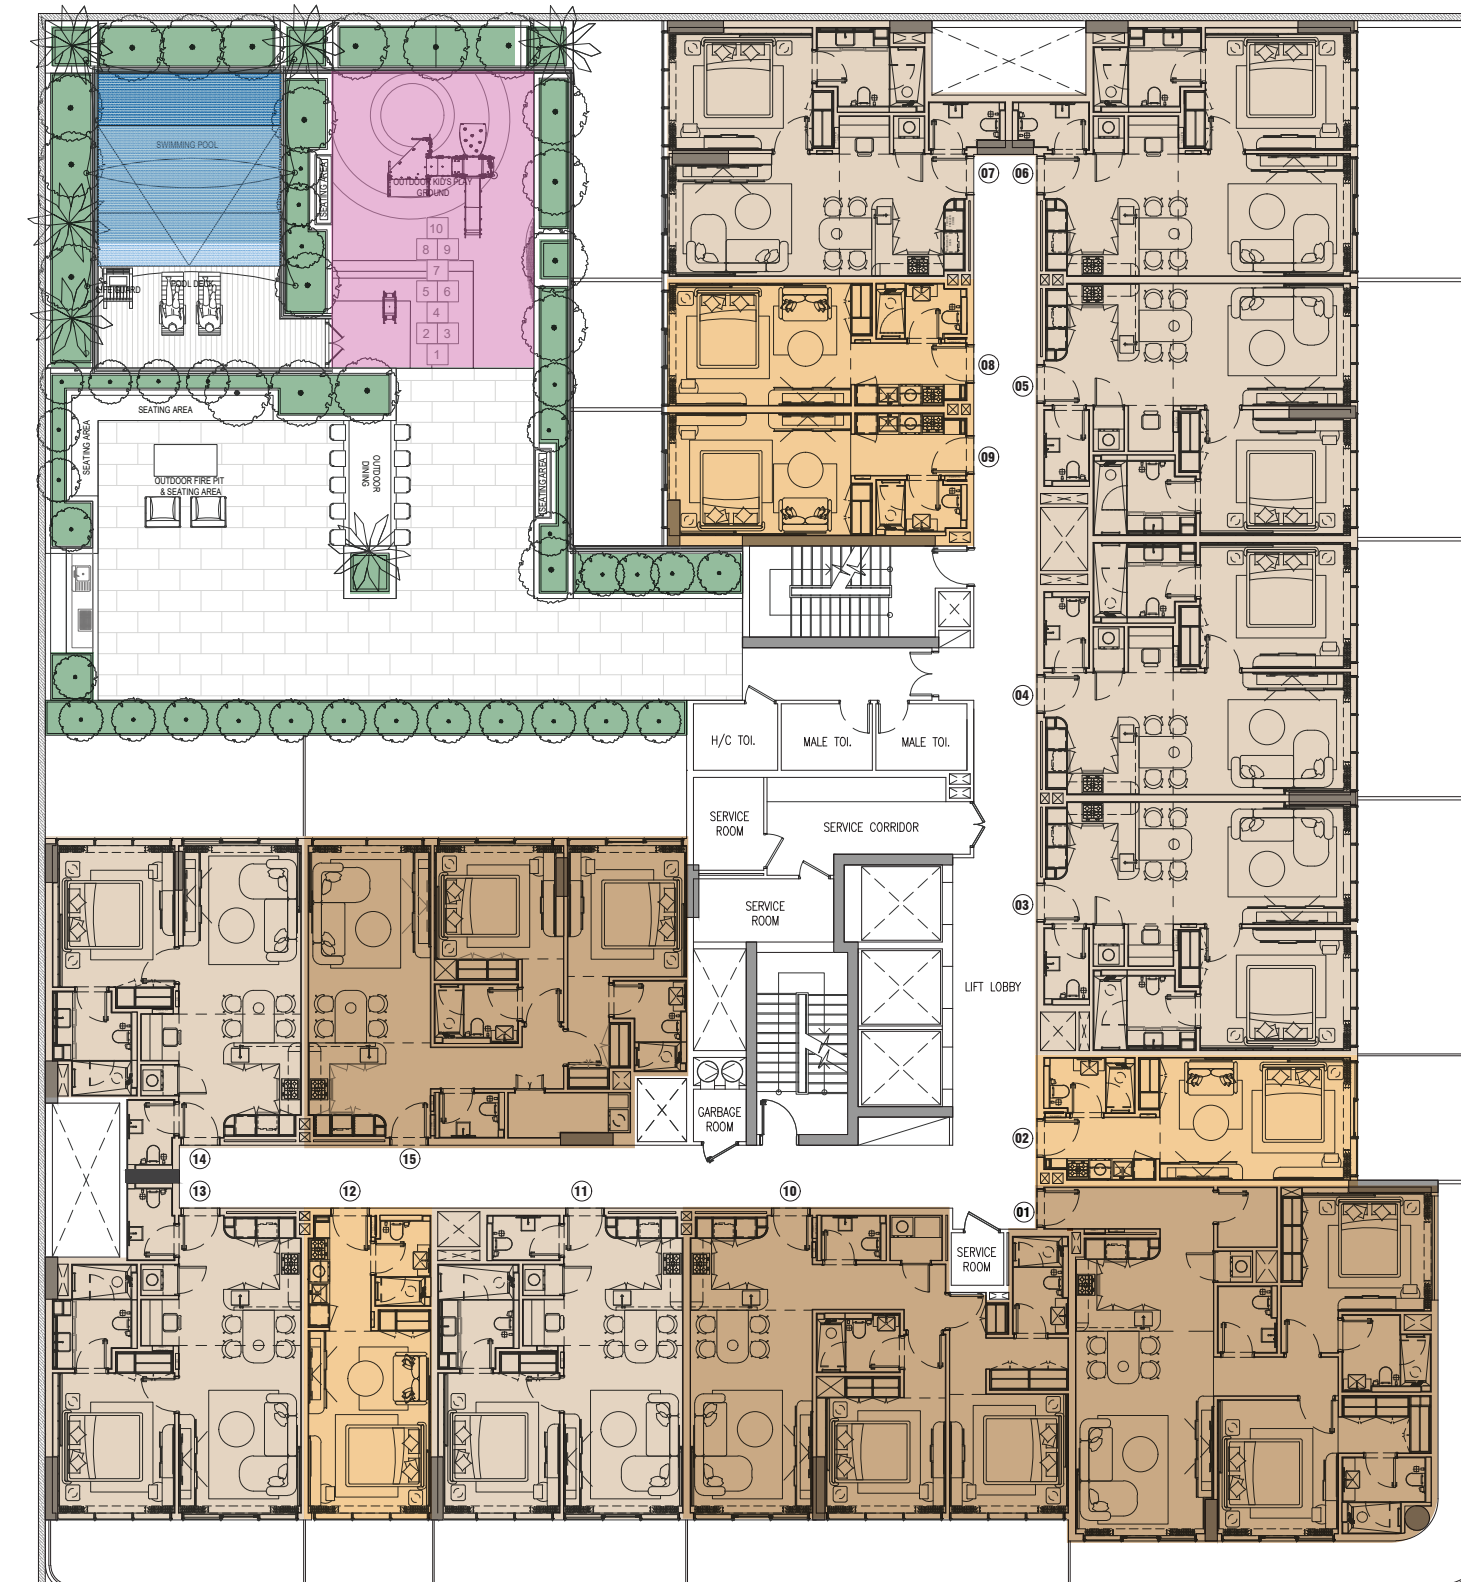 SWIMMING POOL
SEATING AREA
OUTDOOR KID'S PLAY
GROUND
10
8 9
7
5 6
4
2 3
1
POOL DECK
SEATING AREA
SEATING AREA
OUTDOOR FIRE PIT
& SEATING AREA
OUTDOOR
DINING
SEATING AREA
07
06
08
05
09
04
H/C TOI.
MALE TOI.
MALE TOI.
SERVICE
ROOM
SERVICE CORRIDOR
03
SERVICE
ROOM
LIFT LOBBY
GARBAGE
ROOM
02
14
15
13
12
11
10
01
SERVICE
ROOM